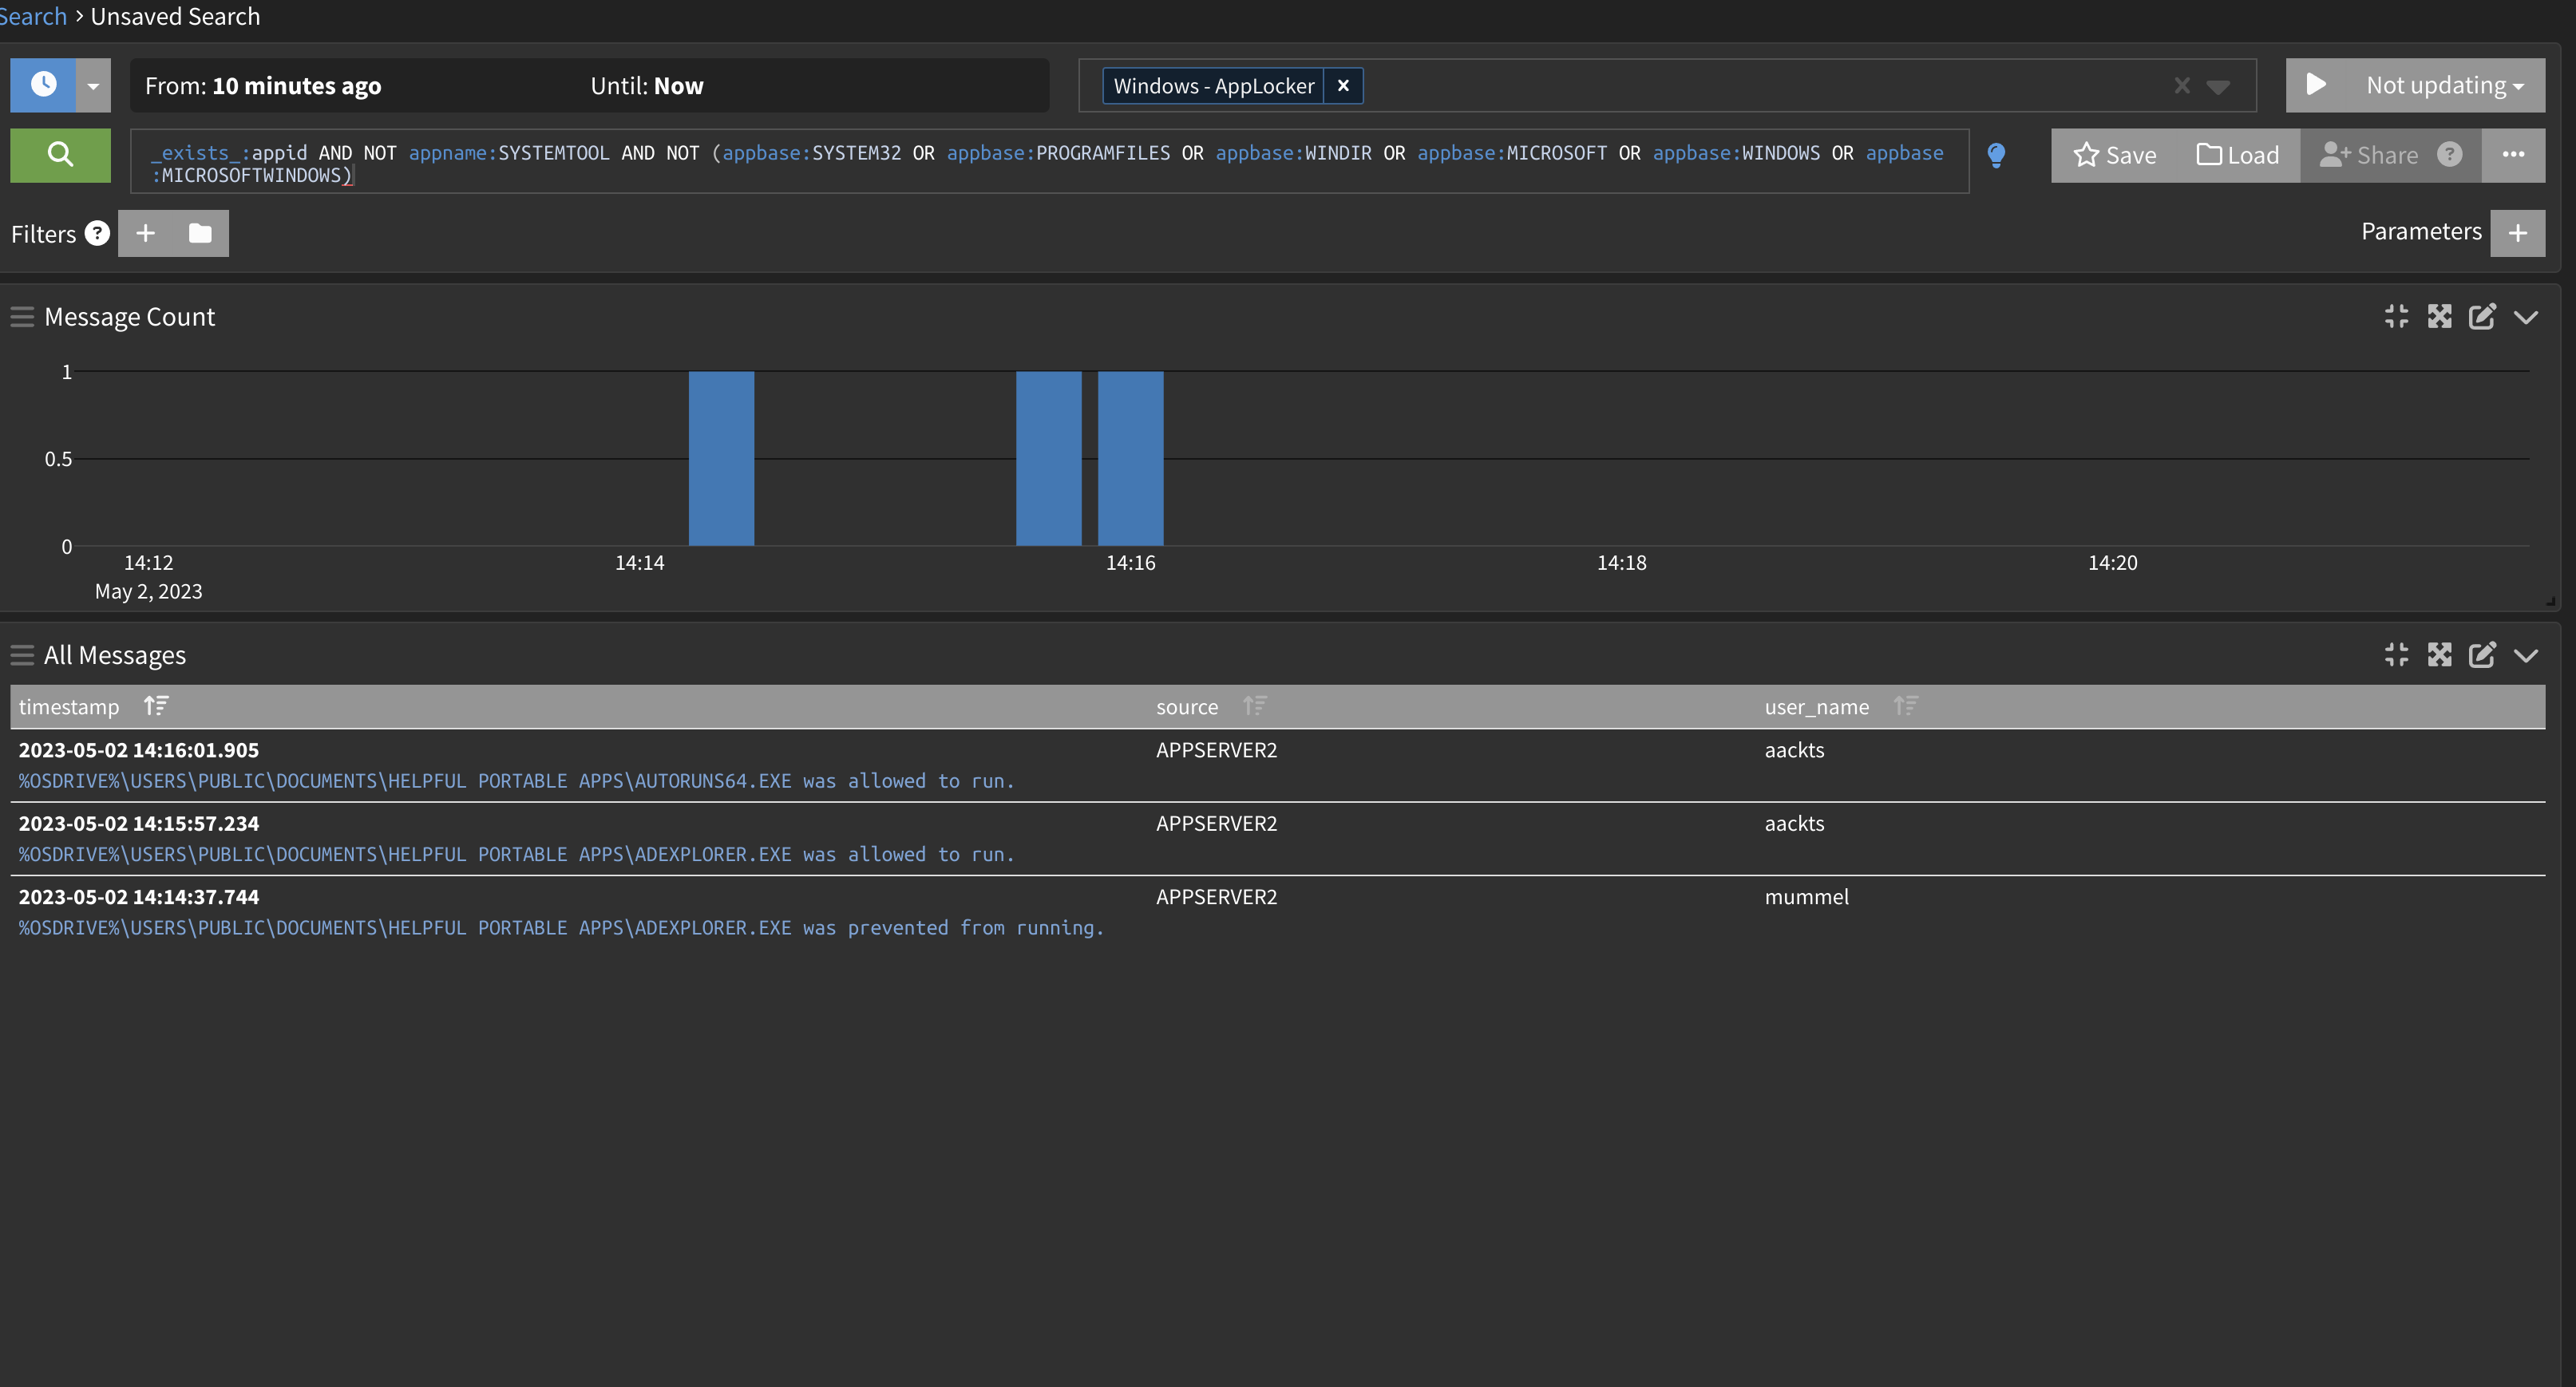 Search > Unsaved Search
From: 10 minutes ago Until: Now Windows - AppLocker Not updating
_exists_:appid AND NOT appname:SYSTEMTOOL AND NOT (appbase:SYSTEM32 OR appbase:PROGRAMFILES OR appbase:WINDIR OR appbase:MICROSOFT OR appbase:WINDOWS OR appbase
:MICROSOFTWINDOWS)
Save Load Share
Filters Parameters
Message Count
1
0.5
0
14:12 14:14 14:16 14:18 14:20
May 2, 2023
All Messages
timestamp source user_name
2023-05-02 14:16:01.905 APPSERVER2 aackts
%OSDRIVE%\USERS\PUBLIC\DOCUMENTS\HELPFUL PORTABLE APPS\AUTORUNS64.EXE was allowed to run.
2023-05-02 14:15:57.234 APPSERVER2 aackts
%OSDRIVE%\USERS\PUBLIC\DOCUMENTS\HELPFUL PORTABLE APPS\ADEXPLORER.EXE was allowed to run.
2023-05-02 14:14:37.744 APPSERVER2 mummel
%OSDRIVE%\USERS\PUBLIC\DOCUMENTS\HELPFUL PORTABLE APPS\ADEXPLORER.EXE was prevented from running.